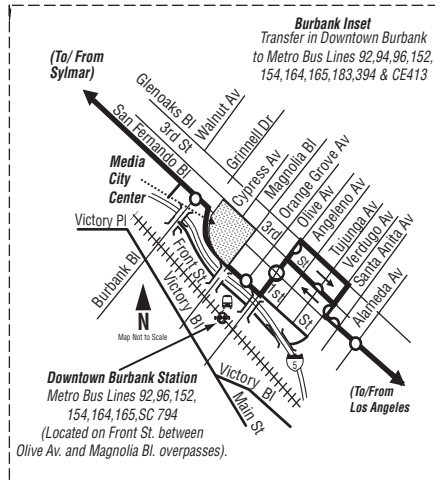 Burbank Inset
Transfer in Downtown Burbank
to Metro Bus Lines 92,94,96,152,
154,164,165,183,394 & CE413
(To/ From
Sylmar)
Glenoaks Bl
Walnut Av
Grinnell Dr
3rd St
San Fernando Bl
Cypress Av
Magnolia Bl
Orange Grove Av
Olive Av
Angeleno Av
Tujunga Av
Verdugo Av
Santa Anita Av
Alameda Av
Media
City
Center
3rd
St
1st
St
Victory Pl
Front St
Burbank Bl
Victory Bl
N
Map Not to Scale
5
Downtown Burbank Station
Metro Bus Lines 92,96,152,
154,164,165,SC 794
(Located on Front St. between
Olive Av. and Magnolia Bl. overpasses).
Victory Bl
Main St
(To/From
Los Angeles